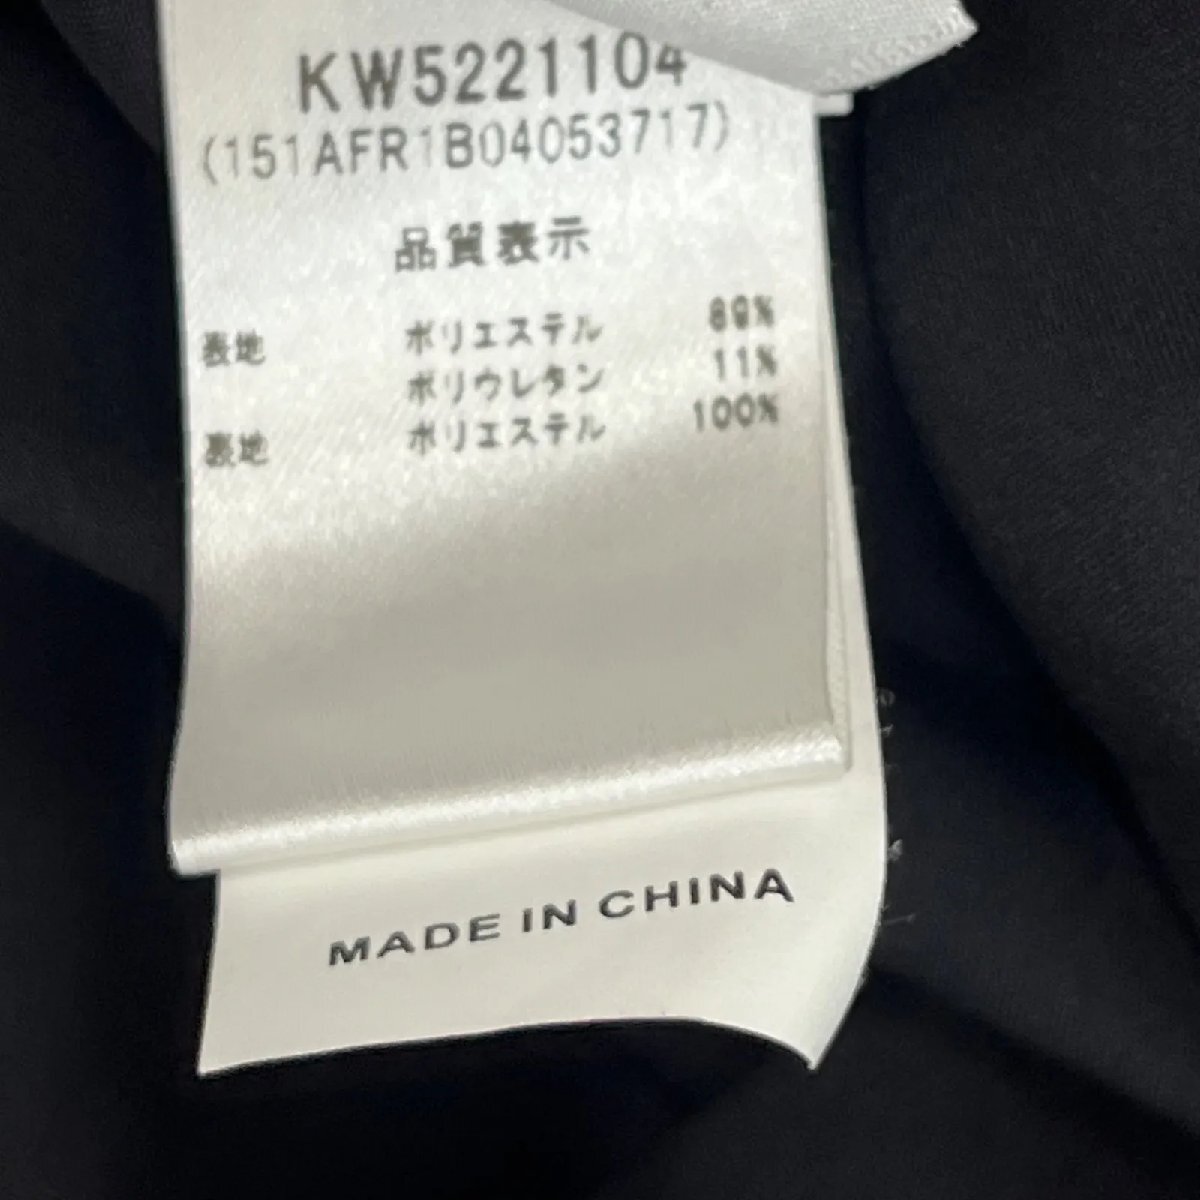 KW5221104
(151AFR1B04053717)
品質表示
表地 ポリエステル 89%
ポリウレタン 11%
表地 ポリエステル 100%
MADE IN CHINA